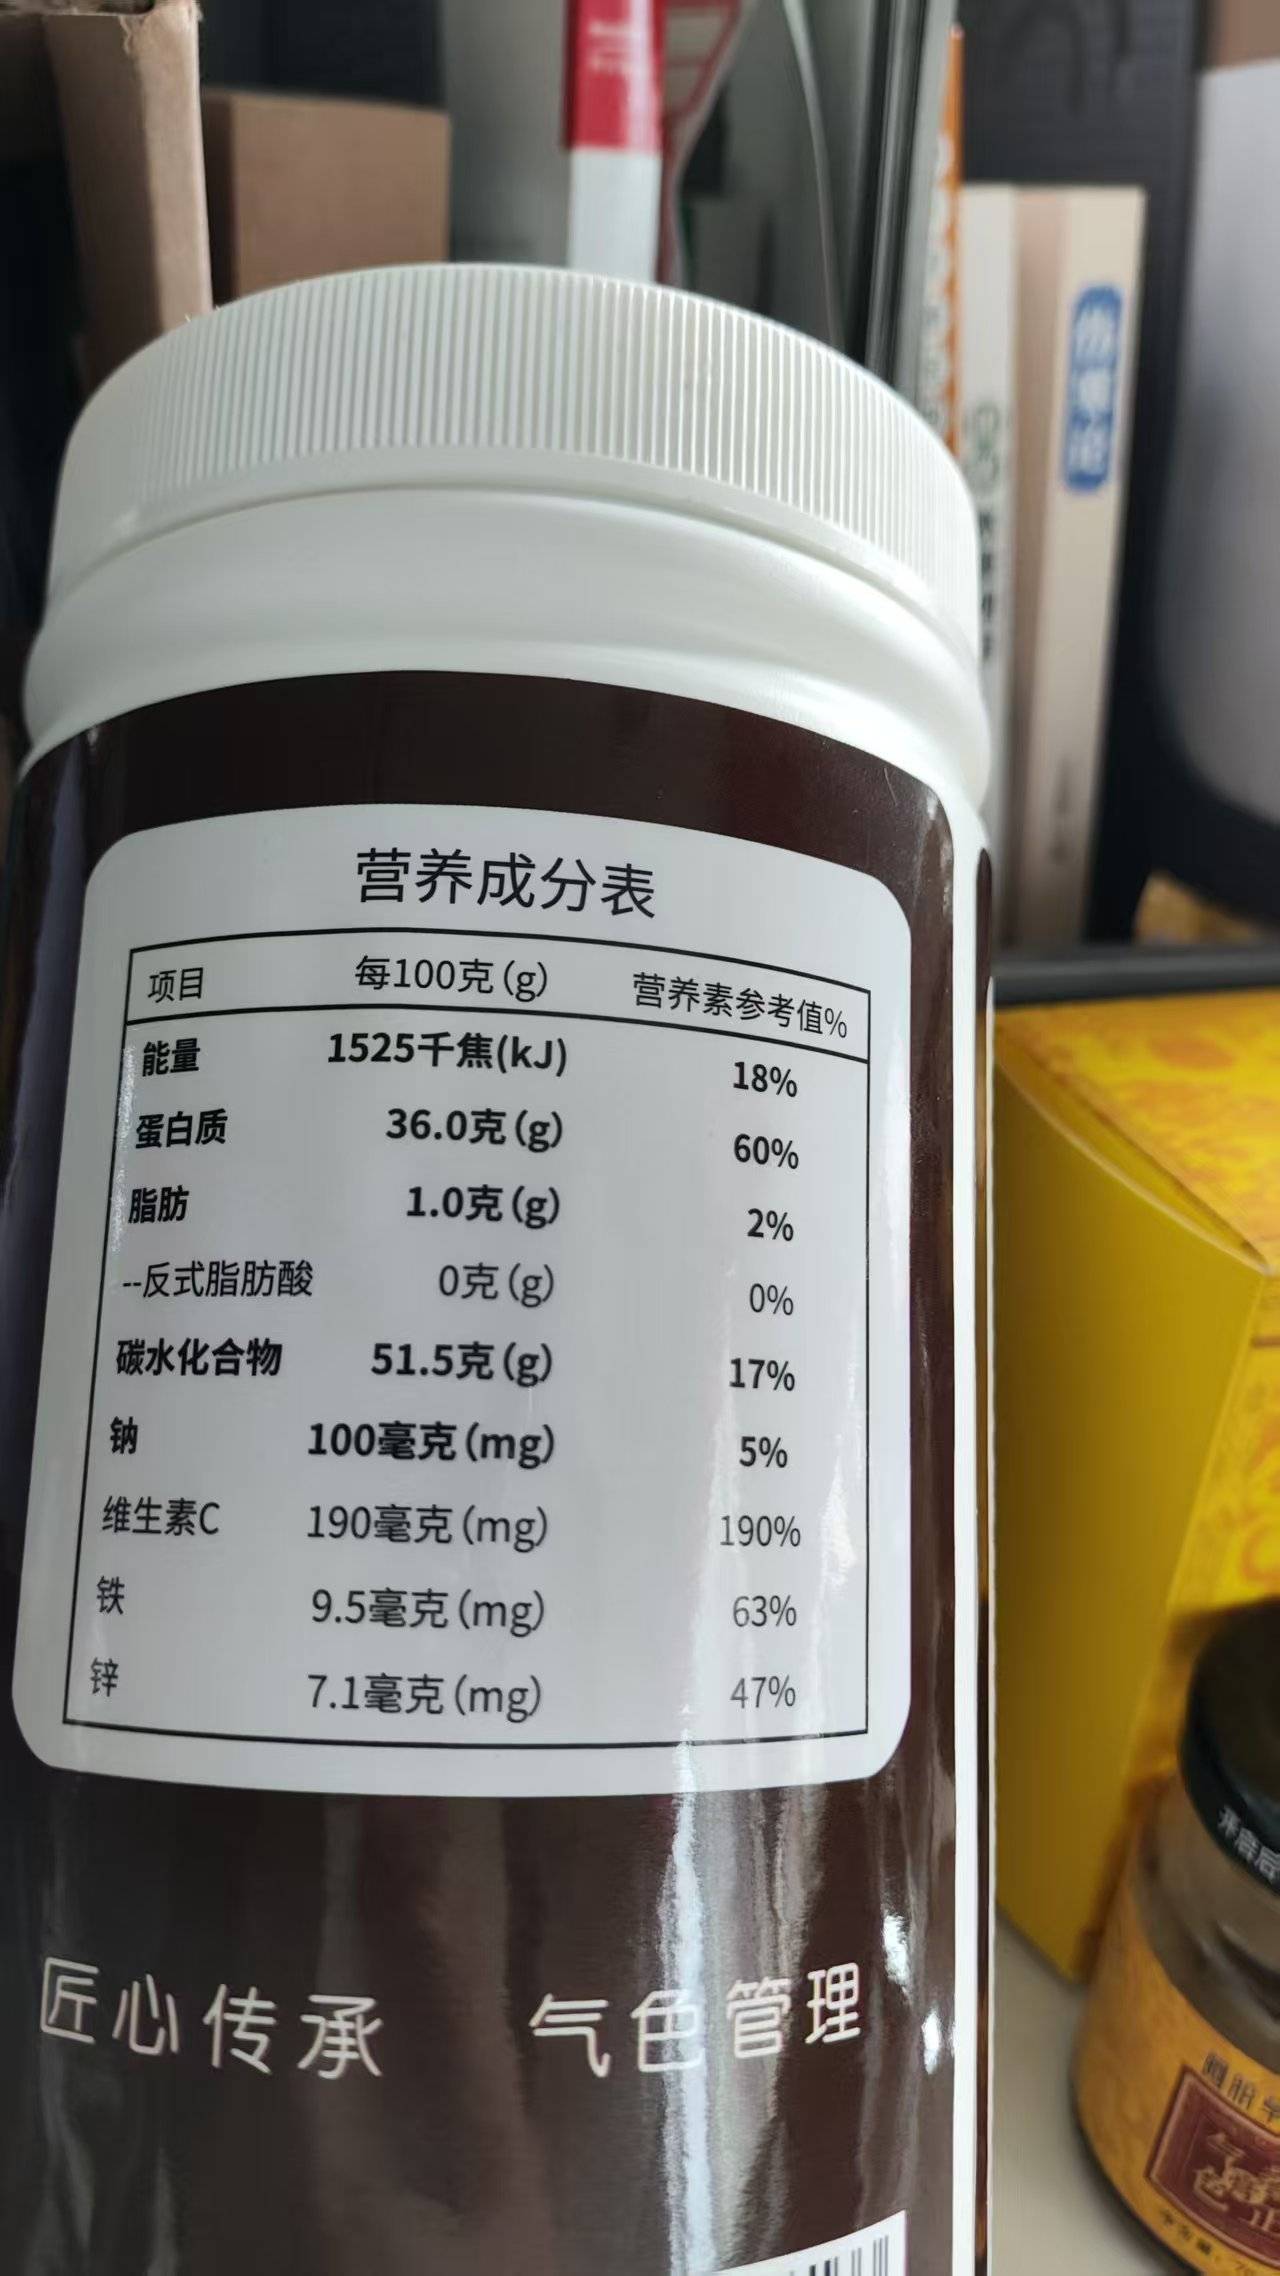 营养成分表
项目 每100克(g) 营养素参考值%
能量 1525千焦(kJ) 18%
蛋白质 36.0克(g) 60%
脂肪 1.0克(g) 2%
--反式脂肪酸 0克(g) 0%
碳水化合物 51.5克(g) 17%
钠 100毫克(mg) 5%
维生素C 190毫克(mg) 190%
铁 9.5毫克(mg) 63%
锌 7.1毫克(mg) 47%
匠心传承 气色管理
开启后